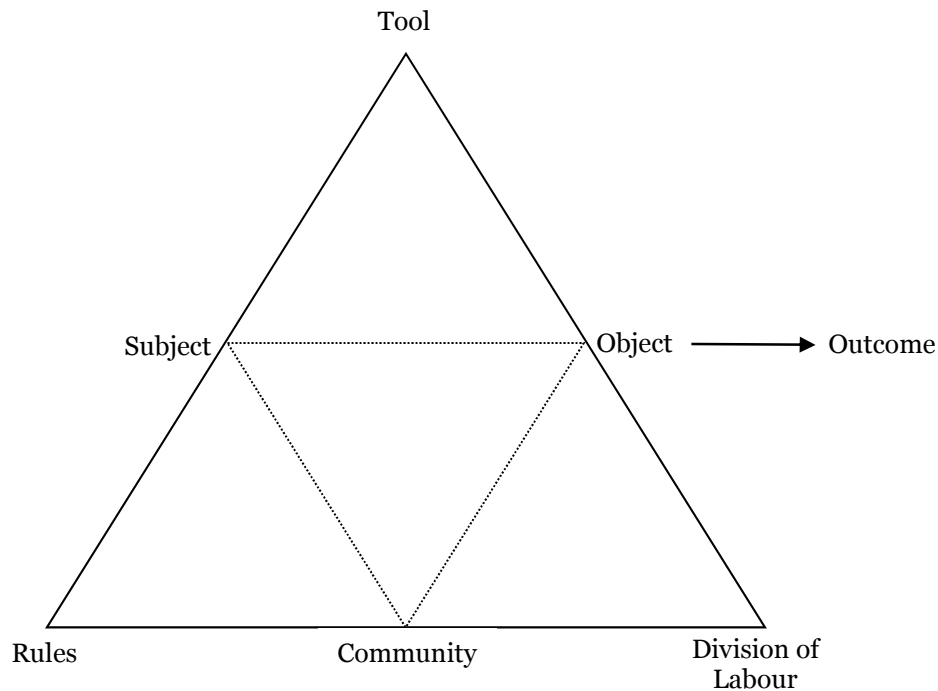 Tool
Subject
Object
Outcome
Rules
Community
Division of
Labour